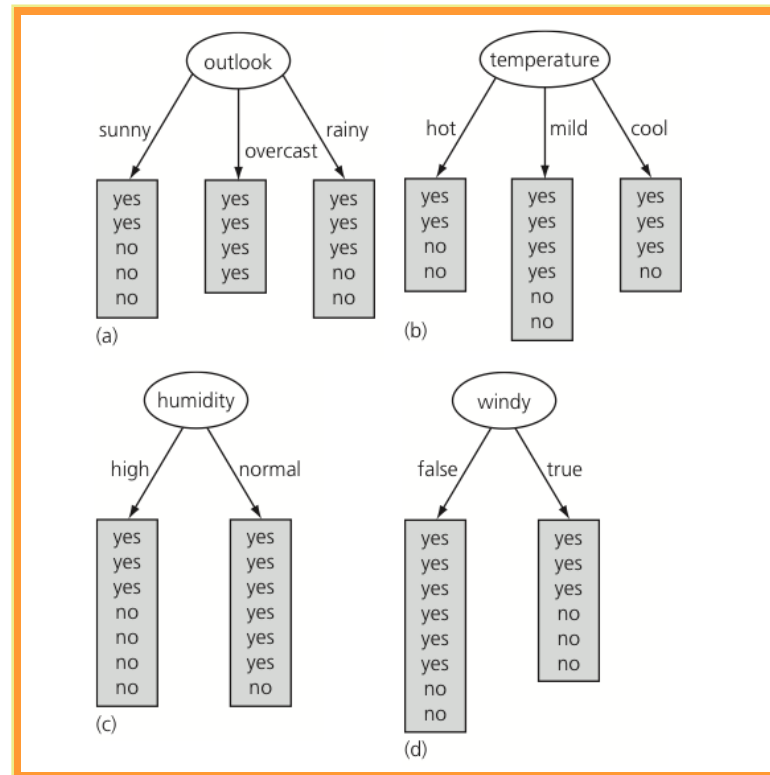 outlook
sunny
overcast
rainy
yes
yes
no
no
no
yes
yes
yes
yes
yes
yes
yes
no
no
(a)
temperature
hot
mild
cool
yes
yes
no
no
yes
yes
yes
yes
no
no
yes
yes
yes
no
(b)
humidity
high
normal
yes
yes
yes
no
no
no
no
yes
yes
yes
yes
yes
yes
no
(c)
windy
false
true
yes
yes
yes
yes
yes
yes
no
no
yes
yes
yes
no
no
no
(d)